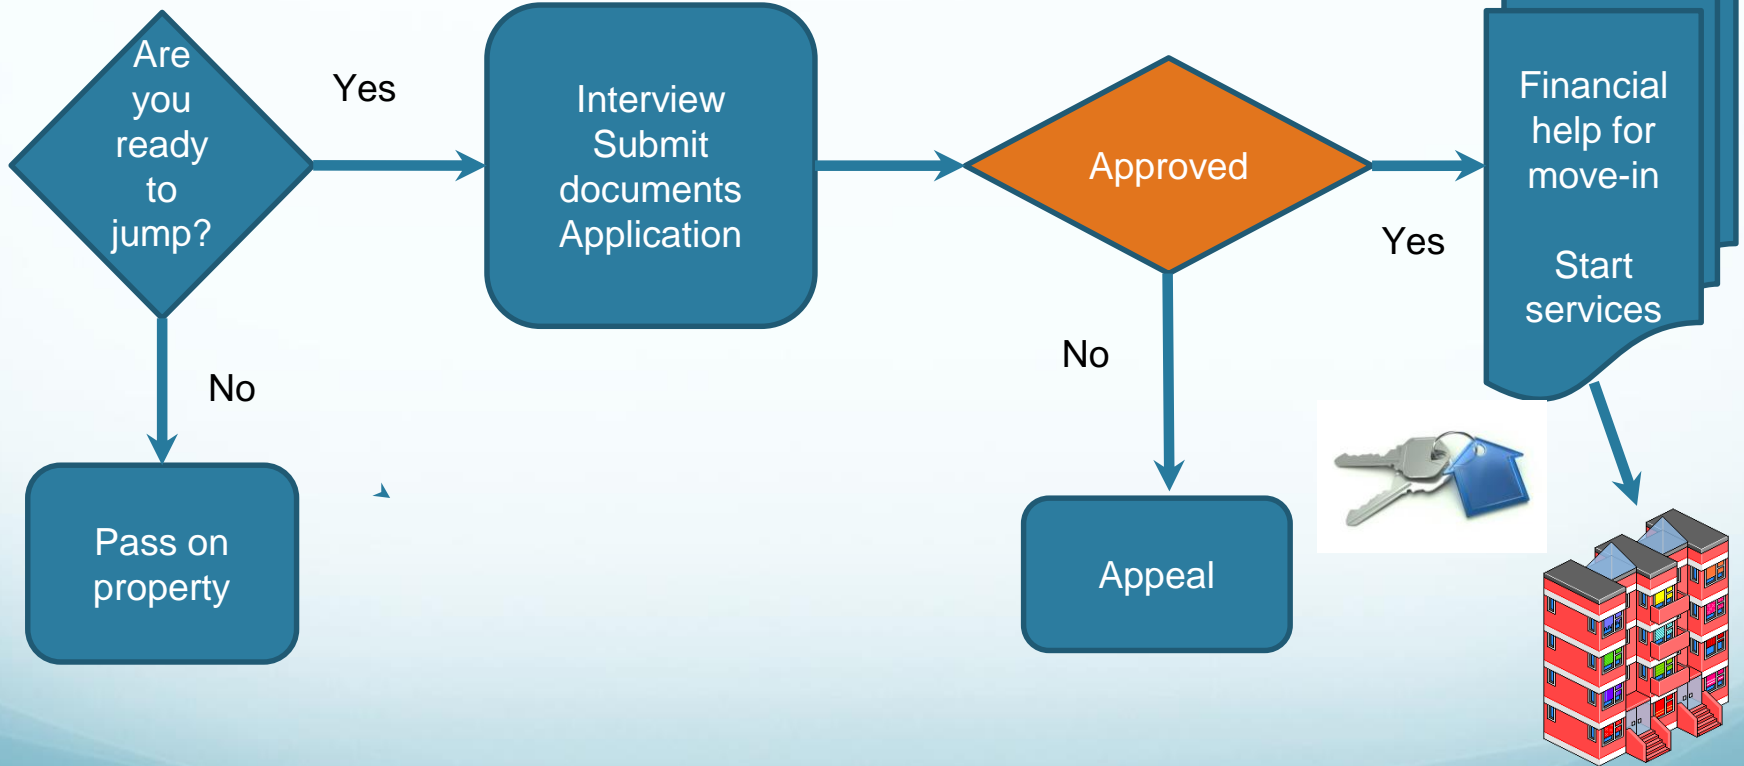 Are
you
ready
to
jump?
Yes
Interview
Submit
documents
Application
Approved
Yes
Financial
help for
move-in
Start
services
No
No
Pass on
property
Appeal